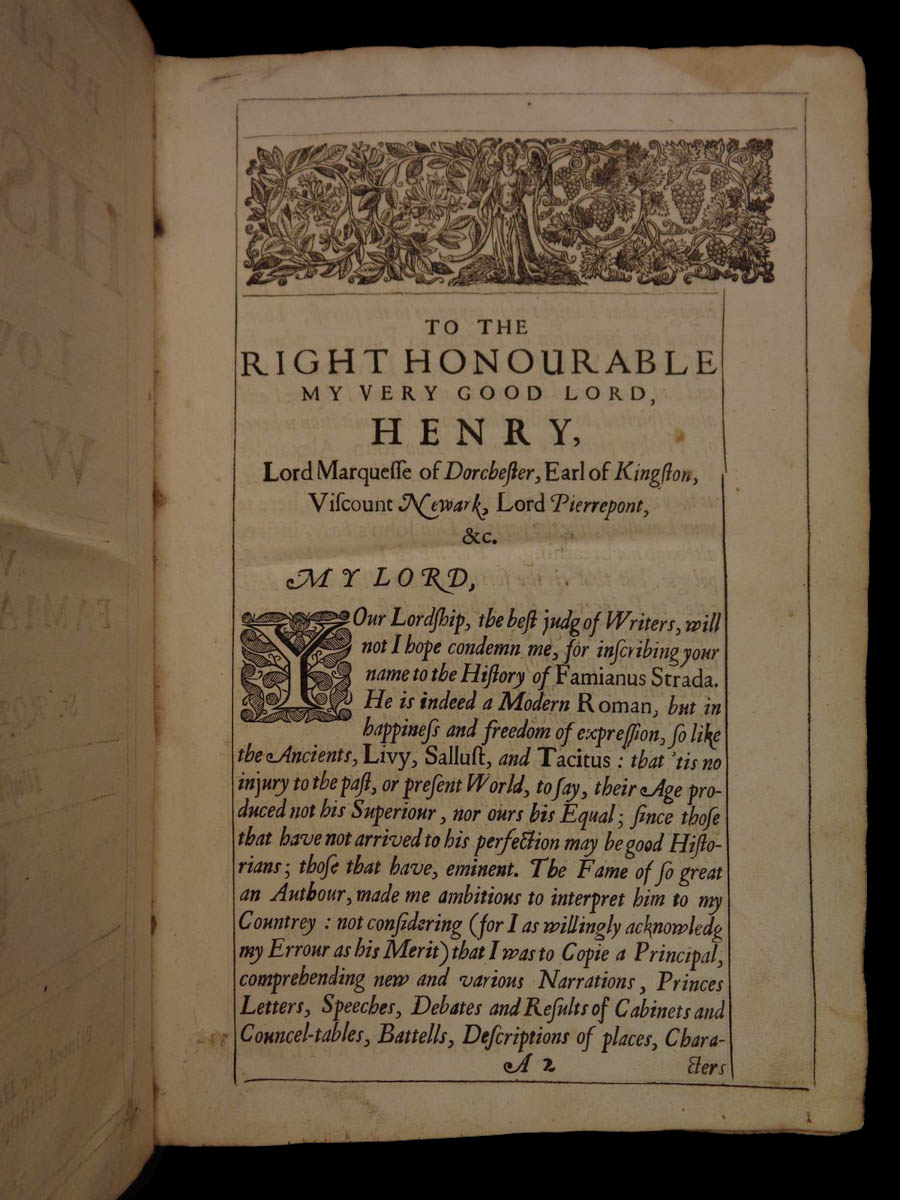 TO THE
RIGHT HONOURABLE
MY VERY GOOD LORD,
HENRY,
Lord Marqueſſe of Dorcheſter, Earl of Kingſton,
Viſcount Newark, Lord Pierrepont,
&c.
MY LORD,
YOur Lordſhip, the beſt judg of Writers, will
not I hope condemn me, for inſcribing your
name to the Hiſtory of Famianus Strada.
He is indeed a Modern Roman, but in
happineſs and freedom of expreſſion, ſo like
the Ancients, Livy, Salluſt, and Tacitus : that 'tis no
injury to the paſt, or preſent World, to ſay, their Age pro-
duced not his Superiour, nor ours his Equal ; ſince thoſe
that have not arrived to his perfection may be good Hiſto-
rians ; thoſe that have, eminent. The Fame of ſo great
an Authour, made me ambitious to interpret him to my
Countrey : not conſidering (for I as willingly acknowledg
my Errour as his Merit) that I was to Copie a Principal,
comprehending new and various Narrations, Princes
Letters, Speeches, Debates and Reſults of Cabinets and
Councel-tables, Battells, Deſcriptions of places, Chara-
A 2 cters
HIS
LOV
FAMIA